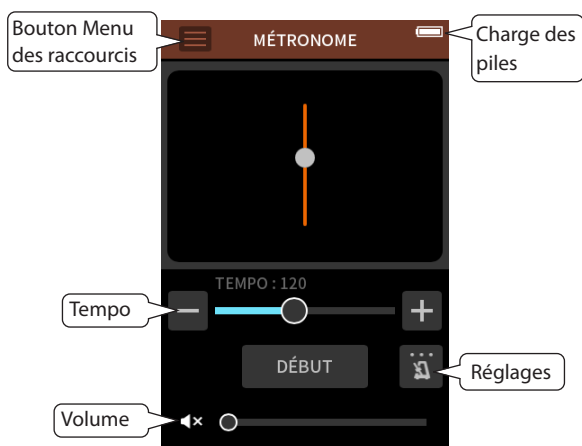 Bouton Menu
des raccourcis
MÉTRONOME
Charge des
piles
TEMPO : 120
Tempo
DÉBUT
Réglages
Volume